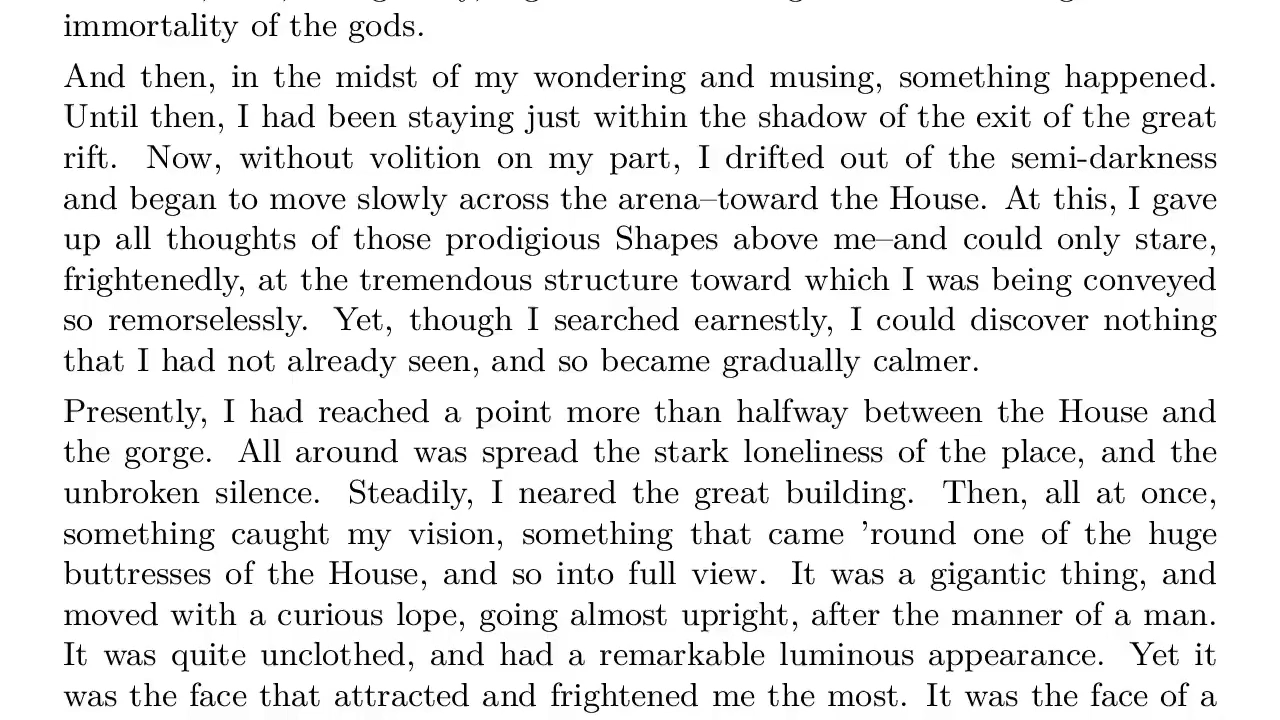 immortality of the gods.
And then, in the midst of my wondering and musing, something happened.
Until then, I had been staying just within the shadow of the exit of the great
rift. Now, without volition on my part, I drifted out of the semi-darkness
and began to move slowly across the arena–toward the House. At this, I gave
up all thoughts of those prodigious Shapes above me–and could only stare,
frightenedly, at the tremendous structure toward which I was being conveyed
so remorselessly. Yet, though I searched earnestly, I could discover nothing
that I had not already seen, and so became gradually calmer.
Presently, I had reached a point more than halfway between the House and
the gorge. All around was spread the stark loneliness of the place, and the
unbroken silence. Steadily, I neared the great building. Then, all at once,
something caught my vision, something that came ’round one of the huge
buttresses of the House, and so into full view. It was a gigantic thing, and
moved with a curious lope, going almost upright, after the manner of a man.
It was quite unclothed, and had a remarkable luminous appearance. Yet it
was the face that attracted and frightened me the most. It was the face of a